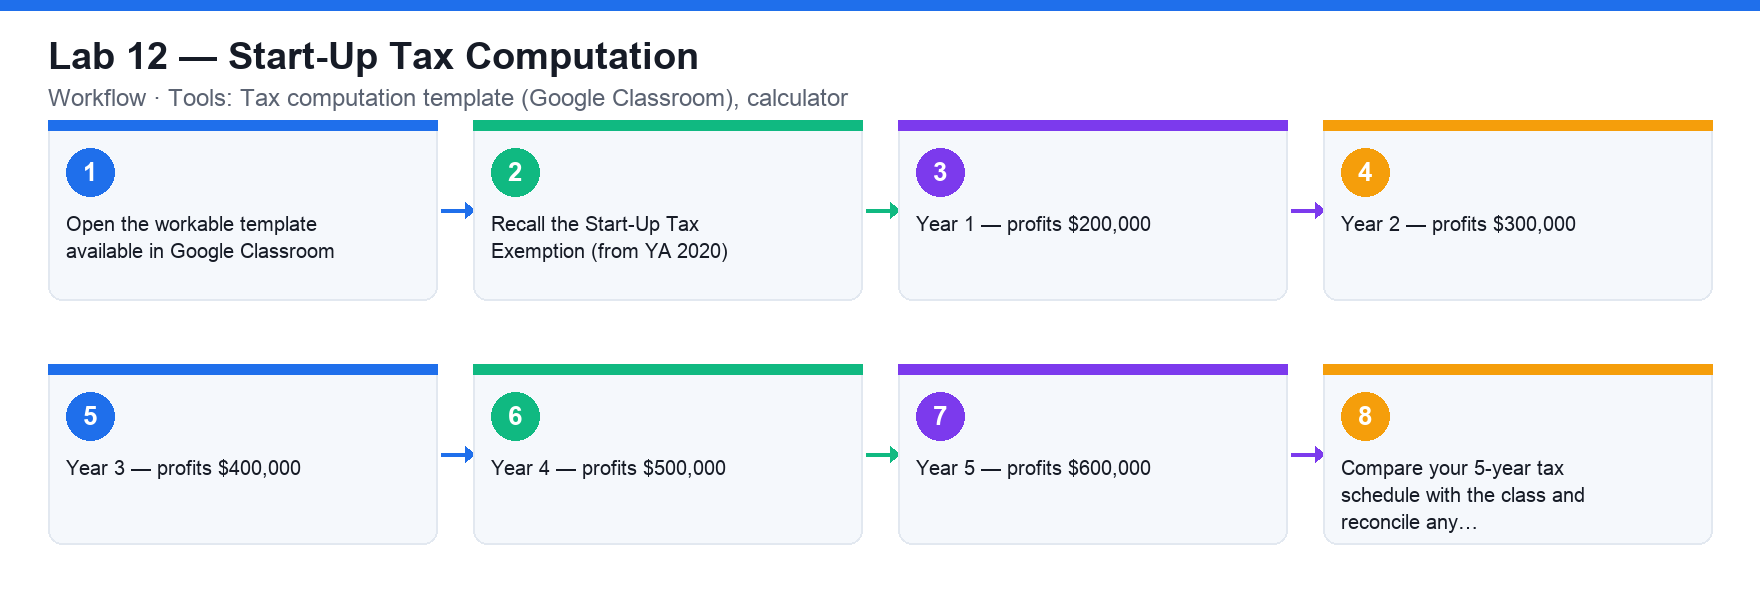 Lab 12 — Start-Up Tax Computation
Workflow · Tools: Tax computation template (Google Classroom), calculator
1
Open the workable template
available in Google Classroom
2
Recall the Start-Up Tax
Exemption (from YA 2020)
3
Year 1 — profits $200,000
4
Year 2 — profits $300,000
5
Year 3 — profits $400,000
6
Year 4 — profits $500,000
7
Year 5 — profits $600,000
8
Compare your 5-year tax
schedule with the class and
reconcile any…